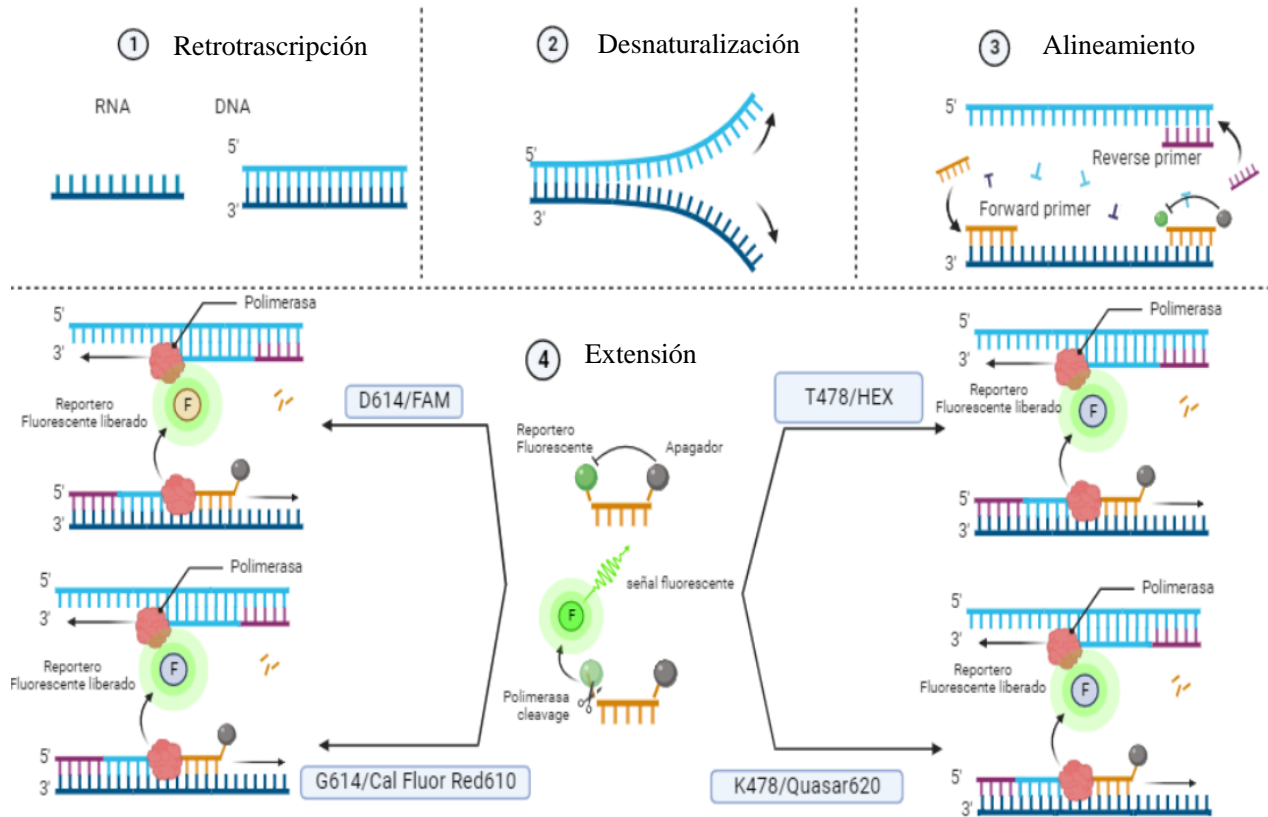 1 Retrotrascripción
RNA DNA
5'
3'
2 Desnaturalización
5'
3'
3 Alineamiento
5'
Reverse primer
Forward primer
3'
4 Extensión
Polimerasa
5'
3'
F
Reportero
Fluorescente liberado
5'
3'
D614/FAM
Polimerasa
5'
3'
F
Reportero
Fluorescente liberado
5'
3'
G614/Cal Fluor Red610
Reportero
Fluorescente
Apagador
señal fluorescente
F
Polimerasa
cleavage
T478/HEX
Polimerasa
5'
3'
F
Reportero
Fluorescente liberado
5'
3'
K478/Quasar620
Polimerasa
5'
3'
F
Reportero
Fluorescente liberado
5'
3'